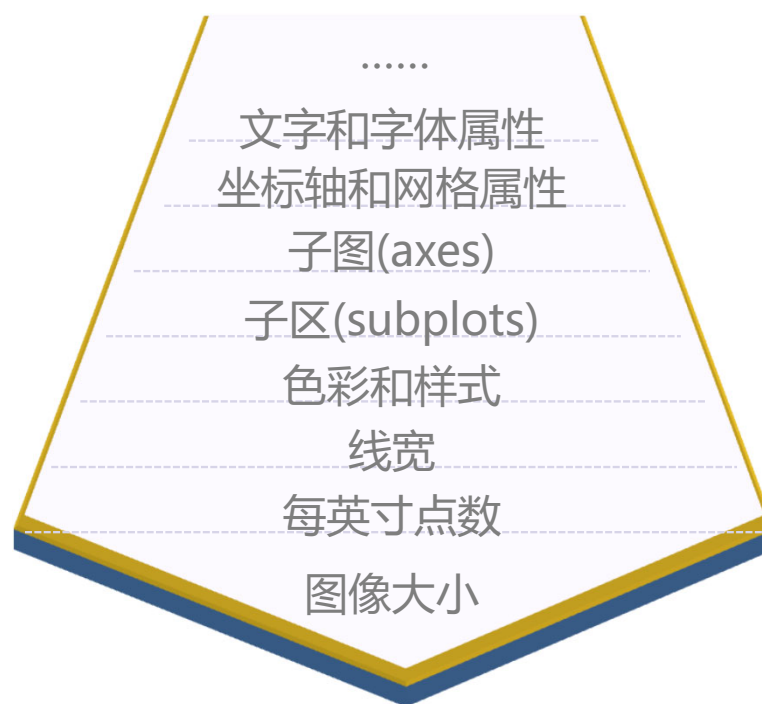 ······
文字和字体属性
坐标轴和网格属性
子图(axes)
子区(subplots)
色彩和样式
线宽
每英寸点数
图像大小